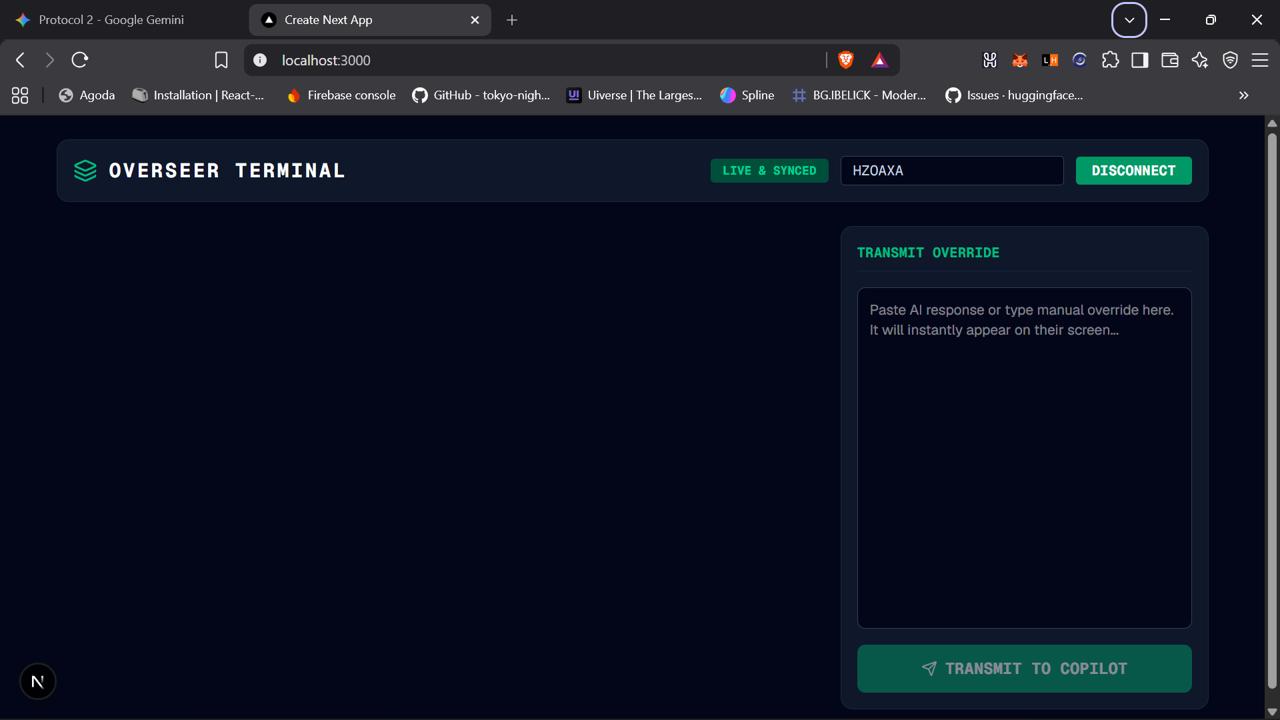 Protocol 2 - Google Gemini
Create Next App
localhost:3000
Agoda
Installation | React-...
Firebase console
GitHub - tokyo-nigh...
Uiverse | The Larges...
Spline
BG.IBELICK - Moder...
Issues · huggingface...
OVERSEER TERMINAL
LIVE & SYNCED
HZOAXA
DISCONNECT
TRANSMIT OVERRIDE
Paste AI response or type manual override here.
It will instantly appear on their screen...
TRANSMIT TO COPILOT
N